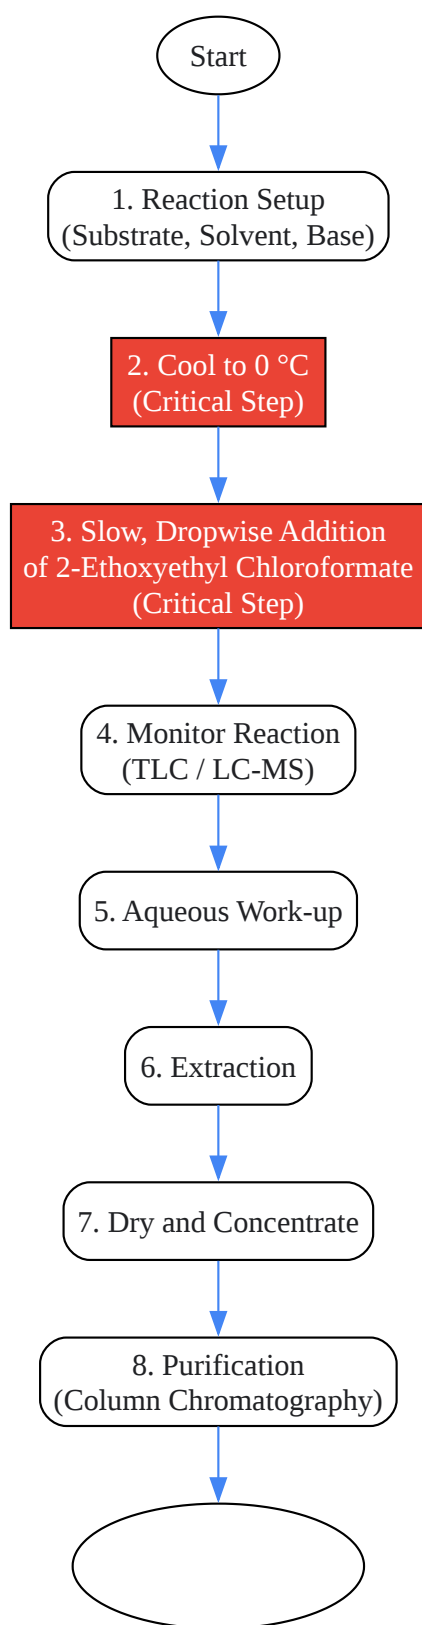 Start
1. Reaction Setup
(Substrate, Solvent, Base)
2. Cool to 0 °C
(Critical Step)
3. Slow, Dropwise Addition
of 2-Ethoxyethyl Chloroformate
(Critical Step)
4. Monitor Reaction
(TLC / LC-MS)
5. Aqueous Work-up
6. Extraction
7. Dry and Concentrate
8. Purification
(Column Chromatography)